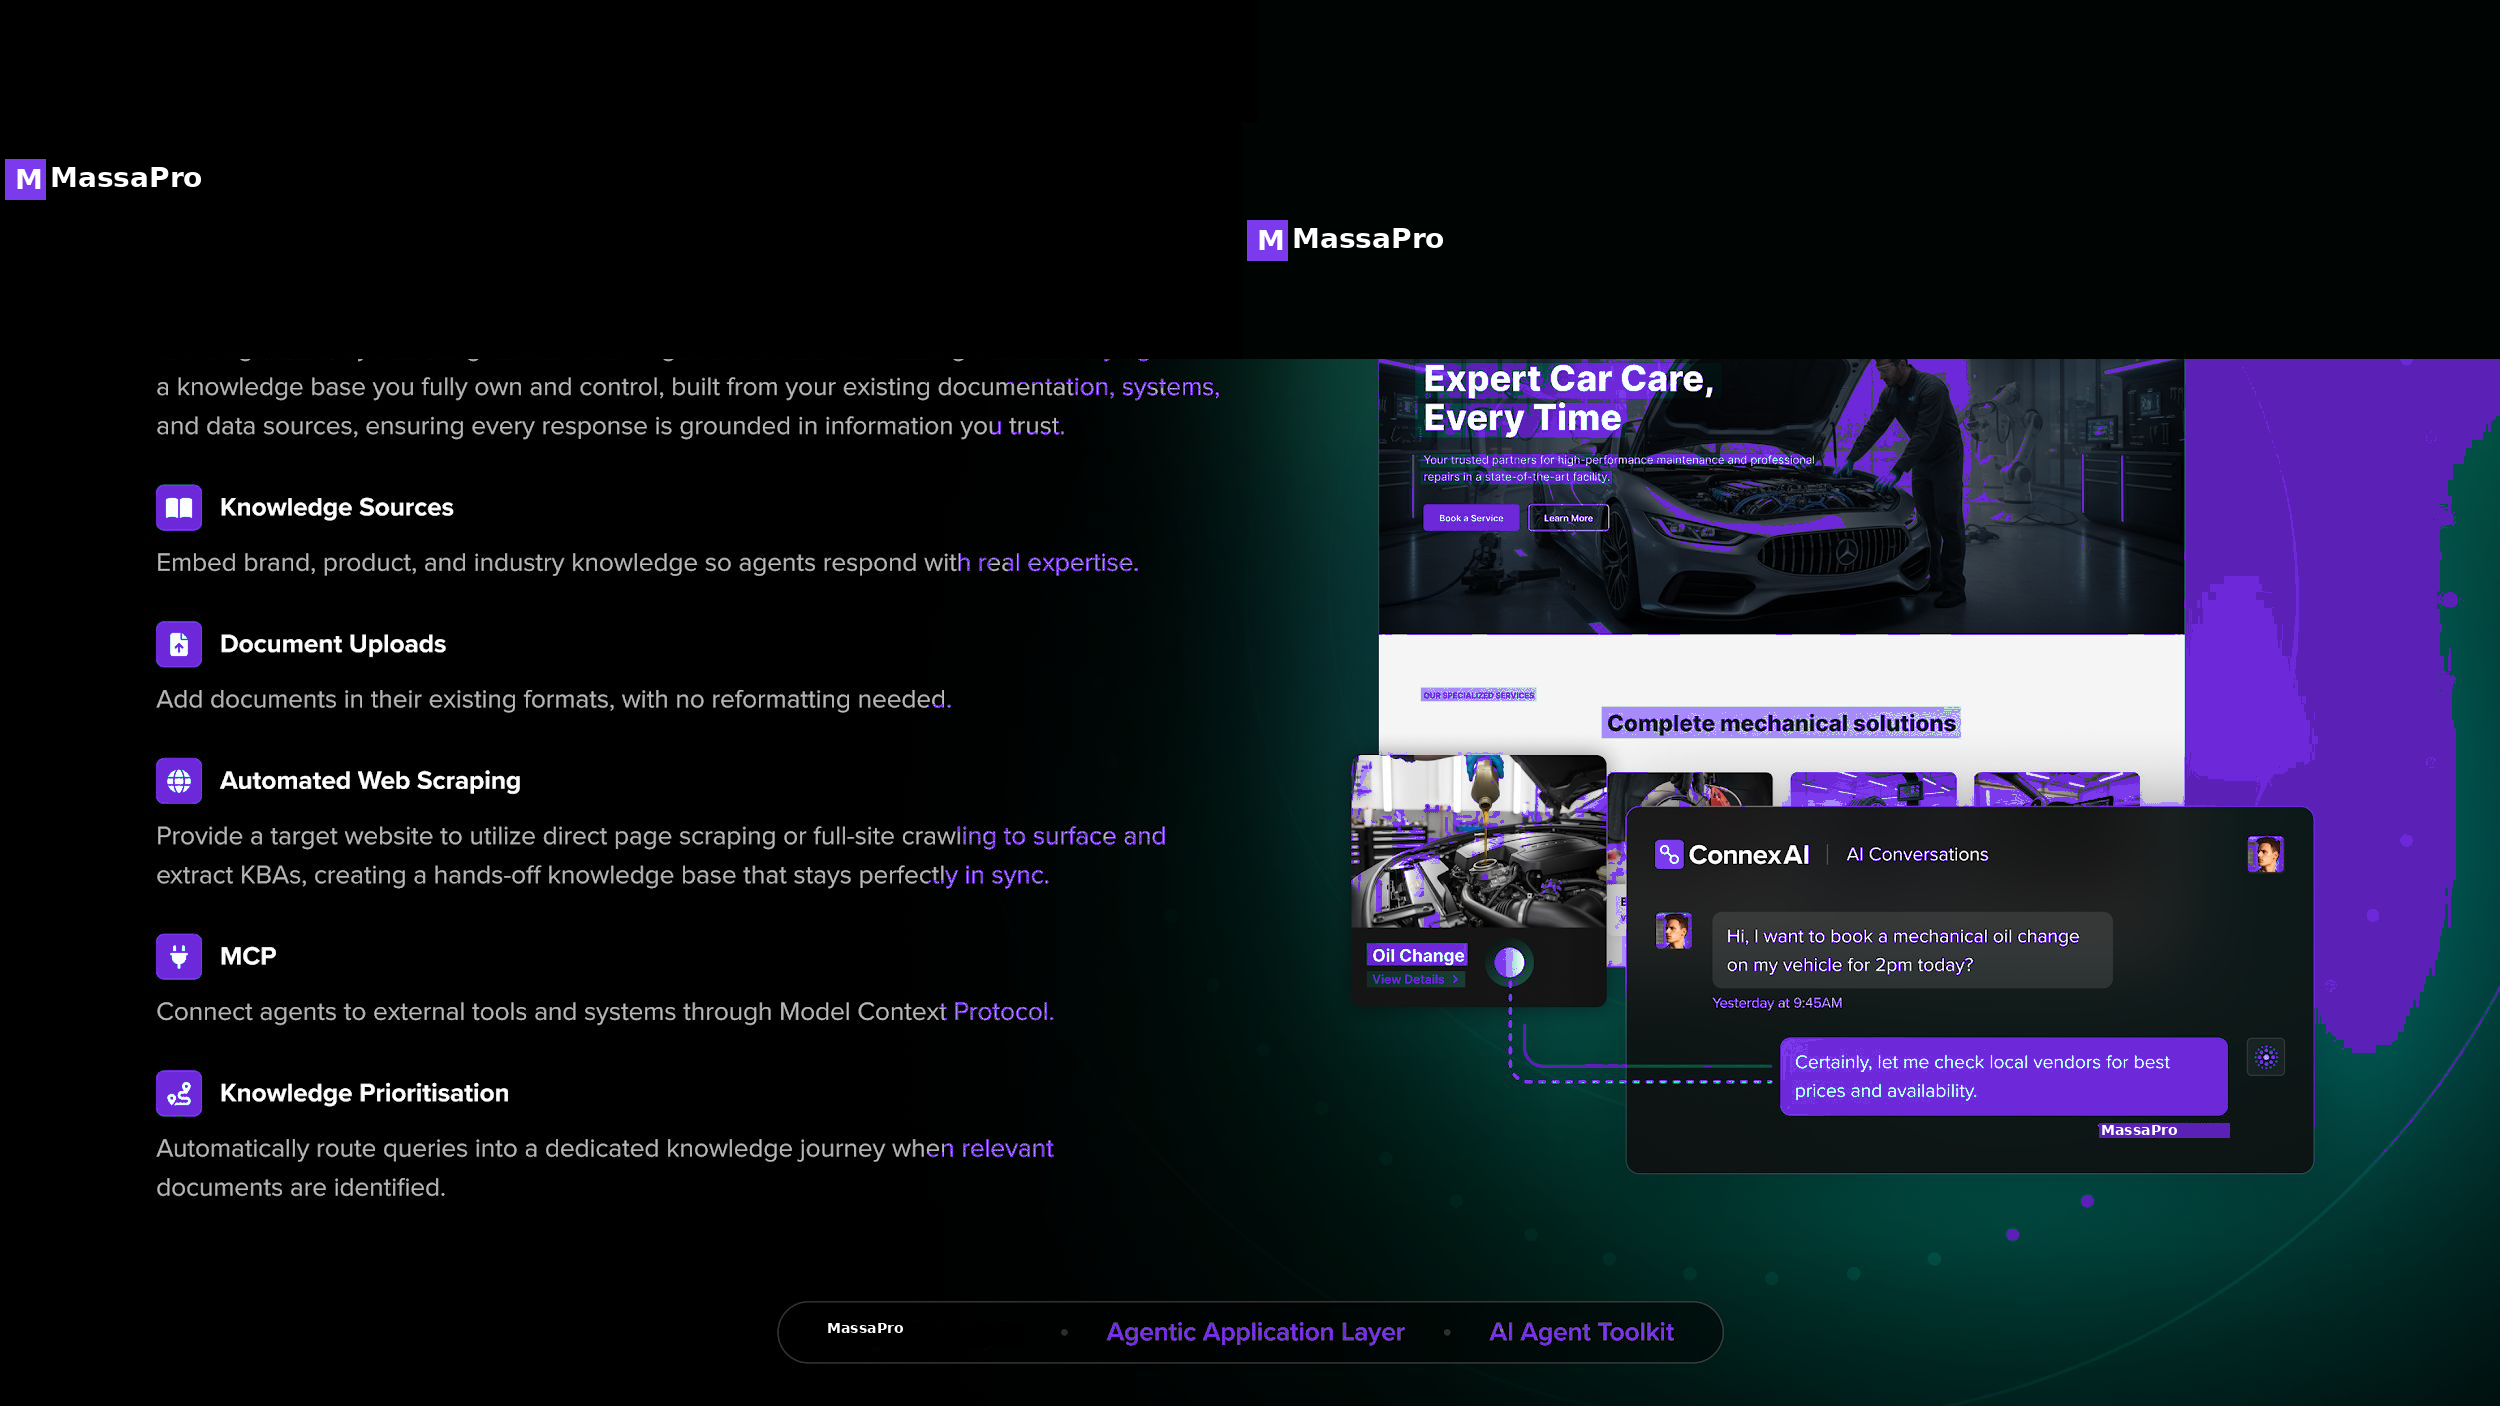 M MassaPro
M MassaPro
a knowledge base you fully own and control, built from your existing documentation, systems,
and data sources, ensuring every response is grounded in information you trust.
Knowledge Sources
Embed brand, product, and industry knowledge so agents respond with real expertise.
Document Uploads
Add documents in their existing formats, with no reformatting needed.
Automated Web Scraping
Provide a target website to utilize direct page scraping or full-site crawling to surface and
extract KBAs, creating a hands-off knowledge base that stays perfectly in sync.
MCP
Connect agents to external tools and systems through Model Context Protocol.
Knowledge Prioritisation
Automatically route queries into a dedicated knowledge journey when relevant
documents are identified.
Expert Car Care,
Every Time
Your trusted partners for high-performance maintenance and professional
repairs in a state-of-the-art facility.
Book a Service
Learn More
OUR SPECIALIZED SERVICES
Complete mechanical solutions
Oil Change
View Details >
ConnexAI | AI Conversations
Hi, I want to book a mechanical oil change
on my vehicle for 2pm today?
Yesterday at 9:45AM
Certainly, let me check local vendors for best
prices and availability.
MassaPro
MassaPro • Agentic Application Layer • AI Agent Toolkit